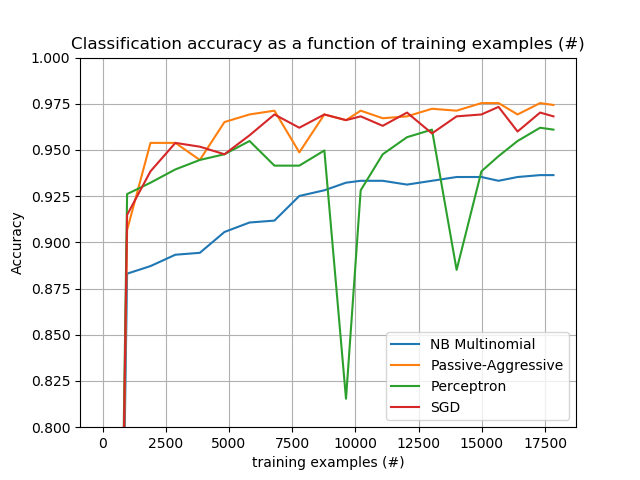 Classification accuracy as a function of training examples (#)
1.000
0.975
0.950
0.925
0.900
0.875
0.850
0.825
0.800
Accuracy
NB Multinomial
Passive-Aggressive
Perceptron
SGD
0 2500 5000 7500 10000 12500 15000 17500
training examples (#)